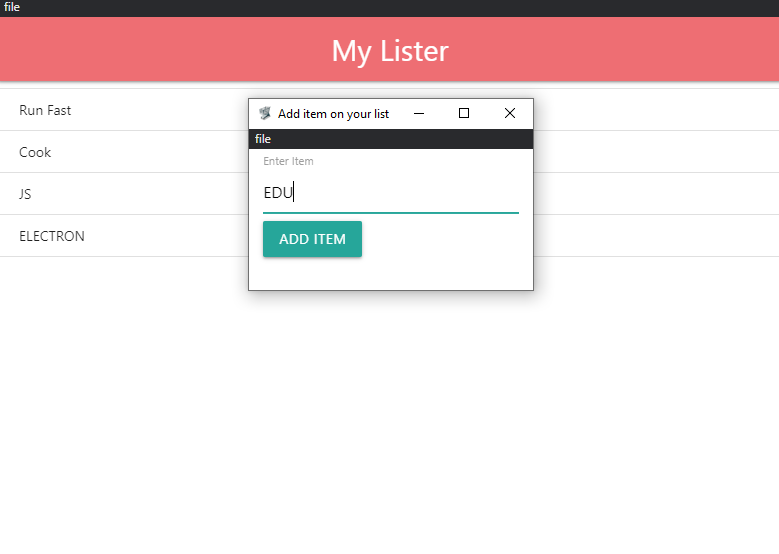 file
My Lister
Run Fast
Cook
JS
ELECTRON
Add item on your list
file
Enter Item
EDU
ADD ITEM